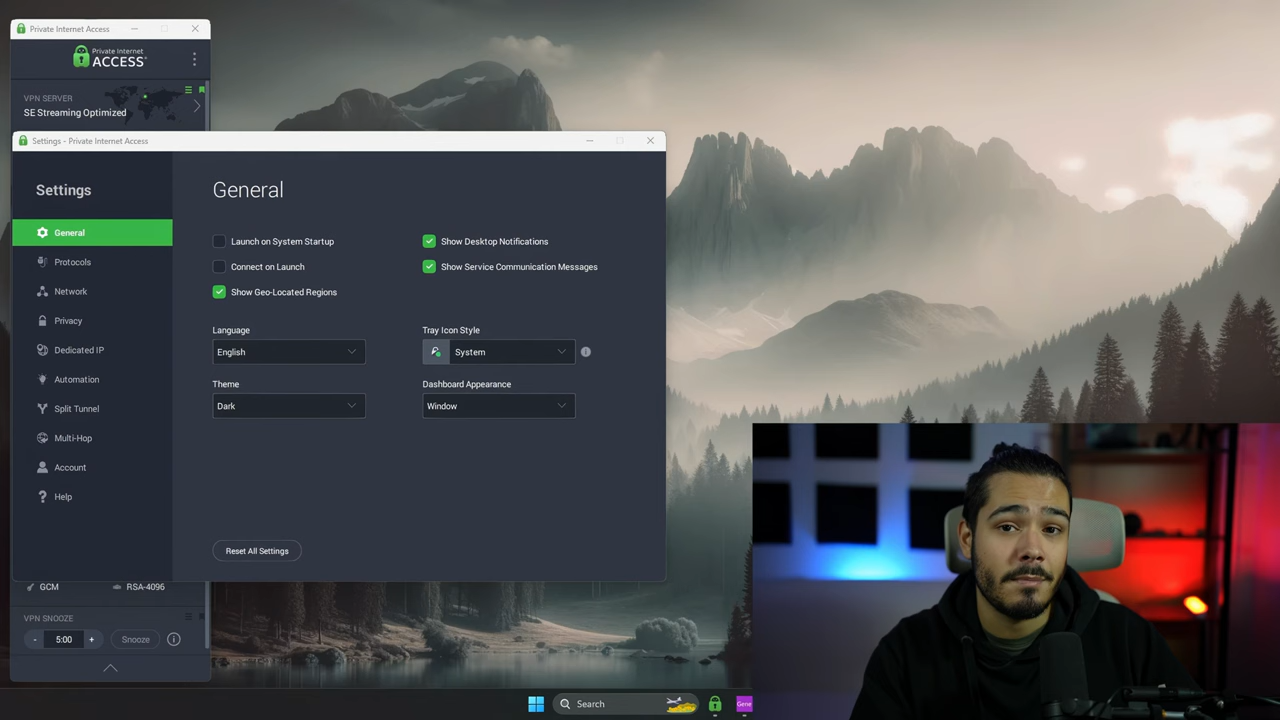 Private Internet Access
Private Internet
ACCESS
VPN SERVER
SE Streaming Optimized
Settings - Private Internet Access
Settings
General
Protocols
Network
Privacy
Dedicated IP
Automation
Split Tunnel
Multi-Hop
Account
Help
General
Launch on System Startup
Show Desktop Notifications
Connect on Launch
Show Service Communication Messages
Show Geo-Located Regions
Language
Tray Icon Style
English
System
Theme
Dashboard Appearance
Dark
Window
Reset All Settings
GCM
RSA-4096
VPN SNOOZE
- 5:00 +
Snooze
Search
Gene